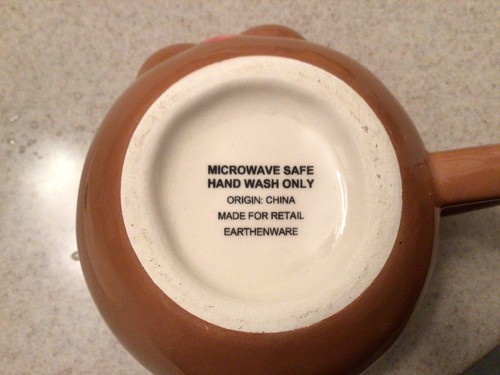 MICROWAVE SAFE
HAND WASH ONLY
ORIGIN: CHINA
MADE FOR RETAIL
EARTHENWARE